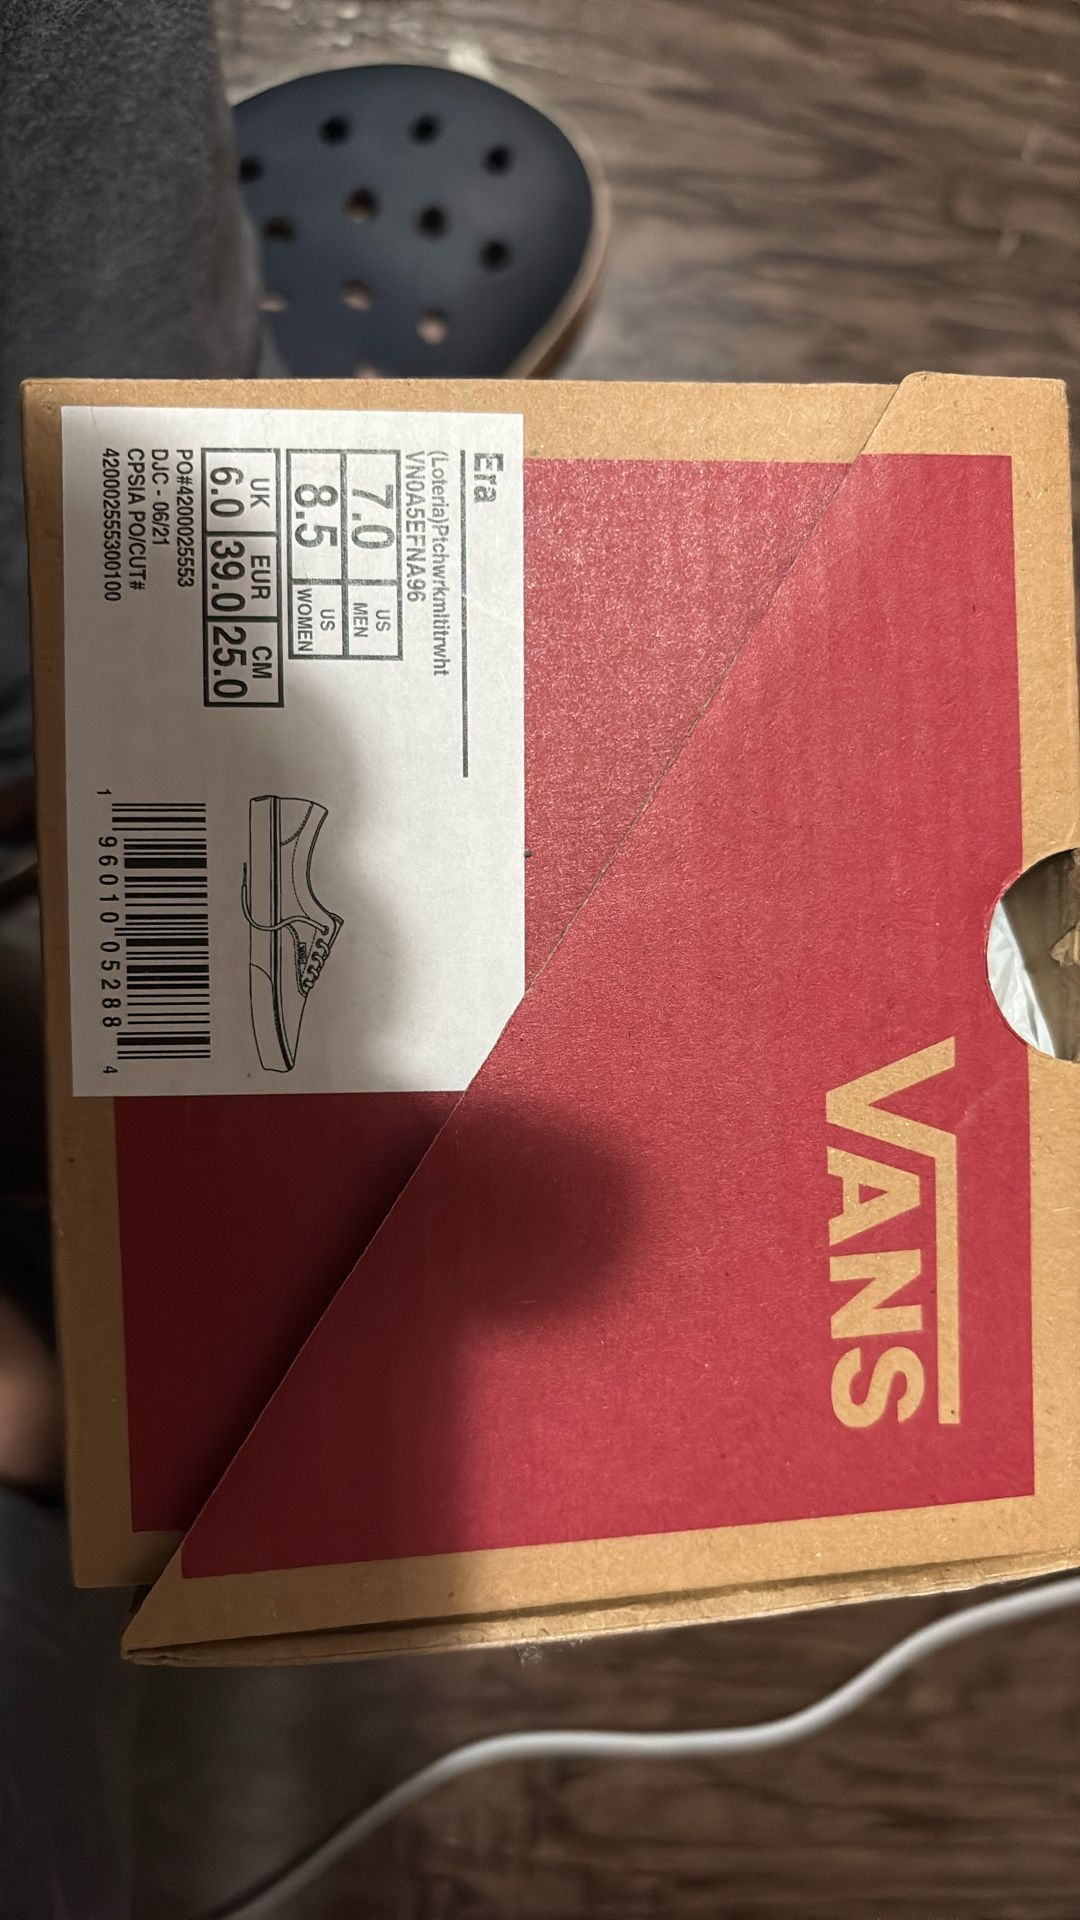 Era
(Loteria)Ptchwrkmltitrwht
VN0A5EFNA96
7.0 US MEN
8.5 US WOMEN
UK EUR CM
6.0 39.0 25.0
PO#4200025553
DJC - 06/21
CPSIA PO/CUT#
420002555300100
1 96010 05288 4
VANS